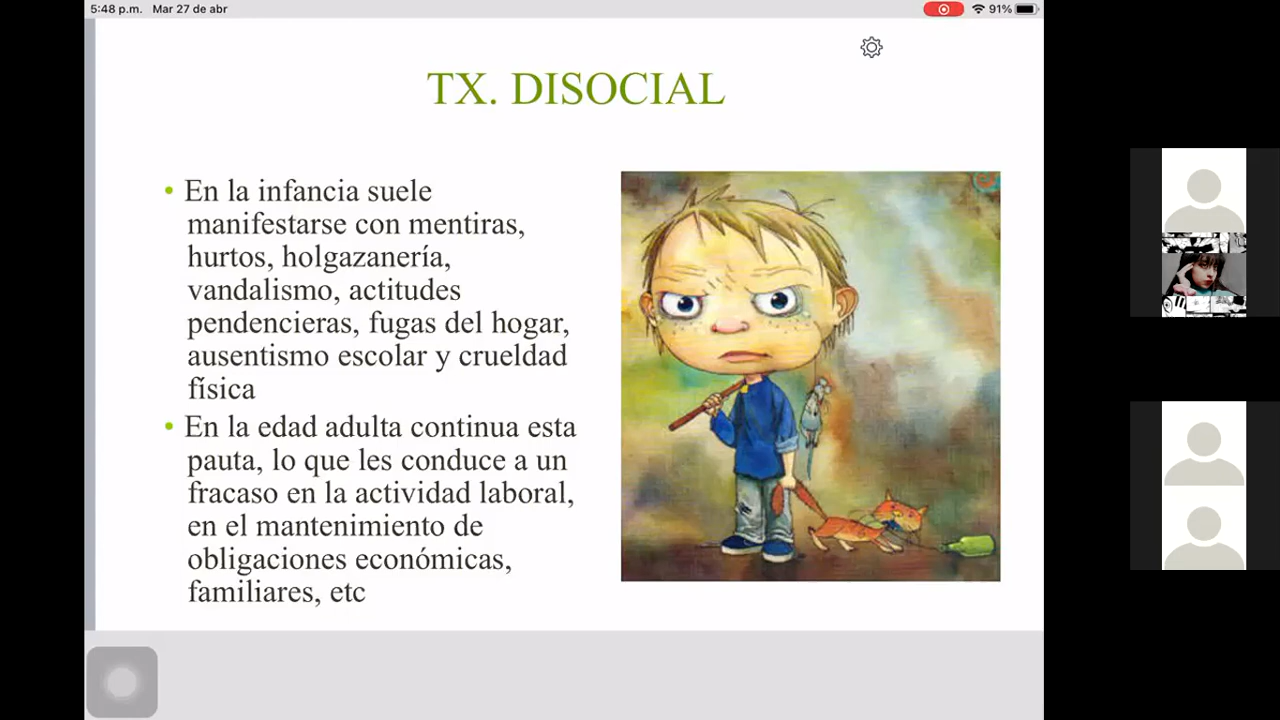 5:48 p.m. Mar 27 de abr
91%
TX. DISOCIAL
• En la infancia suele
manifestarse con mentiras,
hurtos, holgazanería,
vandalismo, actitudes
pendencieras, fugas del hogar,
ausentismo escolar y crueldad
física
• En la edad adulta continua esta
pauta, lo que les conduce a un
fracaso en la actividad laboral,
en el mantenimiento de
obligaciones económicas,
familiares, etc